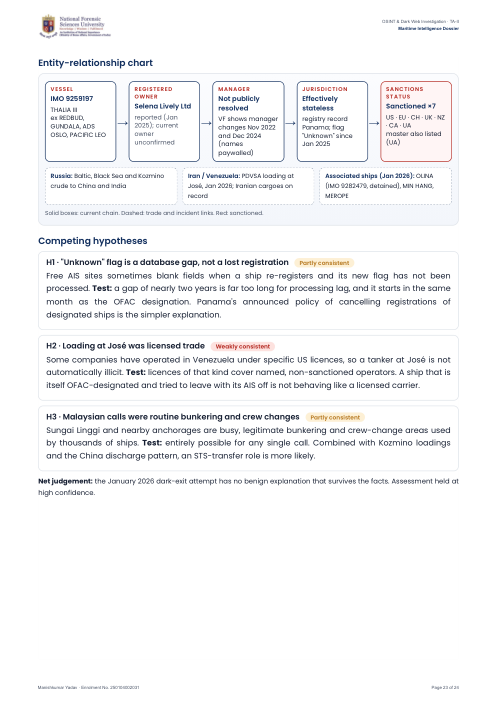 National Forensic
Sciences University
OSINT & Dark Web Investigation · TA-II
Maritime Intelligence Dossier
Entity-relationship chart
VESSEL
IMO 9259197
THALIA III
ex REDBUD,
GUNDALA, ADS
OSLO, PACIFIC LEO
→
REGISTERED
OWNER
Selena Lively Ltd
reported (Jan
2025); current
owner
unconfirmed
→
MANAGER
Not publicly
resolved
VF shows manager
changes Nov 2022
and Dec 2024
(names
paywalled)
→
JURISDICTION
Effectively
stateless
registry record
Panama; flag
"Unknown" since
Jan 2025
→
SANCTIONS
STATUS
Sanctioned ×7
US · EU · CH · UK · NZ
· CA · UA
master also listed
(UA)
Russia: Baltic, Black Sea and Kozmino
crude to China and India
Iran / Venezuela: PDVSA loading at
José, Jan 2026; Iranian cargoes on
record
Associated ships (Jan 2026): OLINA
(IMO 9282479, detained), MIN HANG,
MEROPE
Solid boxes: current chain. Dashed: trade and incident links. Red: sanctioned.
Competing hypotheses
H1 · "Unknown" flag is a database gap, not a lost registration Partly consistent
Free AIS sites sometimes blank fields when a ship re-registers and its new flag has not been
processed. Test: a gap of nearly two years is far too long for processing lag, and it starts in the same
month as the OFAC designation. Panama's announced policy of cancelling registrations of
designated ships is the simpler explanation.
H2 · Loading at José was licensed trade Weakly consistent
Some companies have operated in Venezuela under specific US licences, so a tanker at José is not
automatically illicit. Test: licences of that kind cover named, non-sanctioned operators. A ship that is
itself OFAC-designated and tried to leave with its AIS off is not behaving like a licensed carrier.
H3 · Malaysian calls were routine bunkering and crew changes Partly consistent
Sungai Linggi and nearby anchorages are busy, legitimate bunkering and crew-change areas used
by thousands of ships. Test: entirely possible for any single call. Combined with Kozmino loadings
and the China discharge pattern, an STS-transfer role is more likely.
Net judgement: the January 2026 dark-exit attempt has no benign explanation that survives the facts. Assessment held at
high confidence.
Page 23 of 24